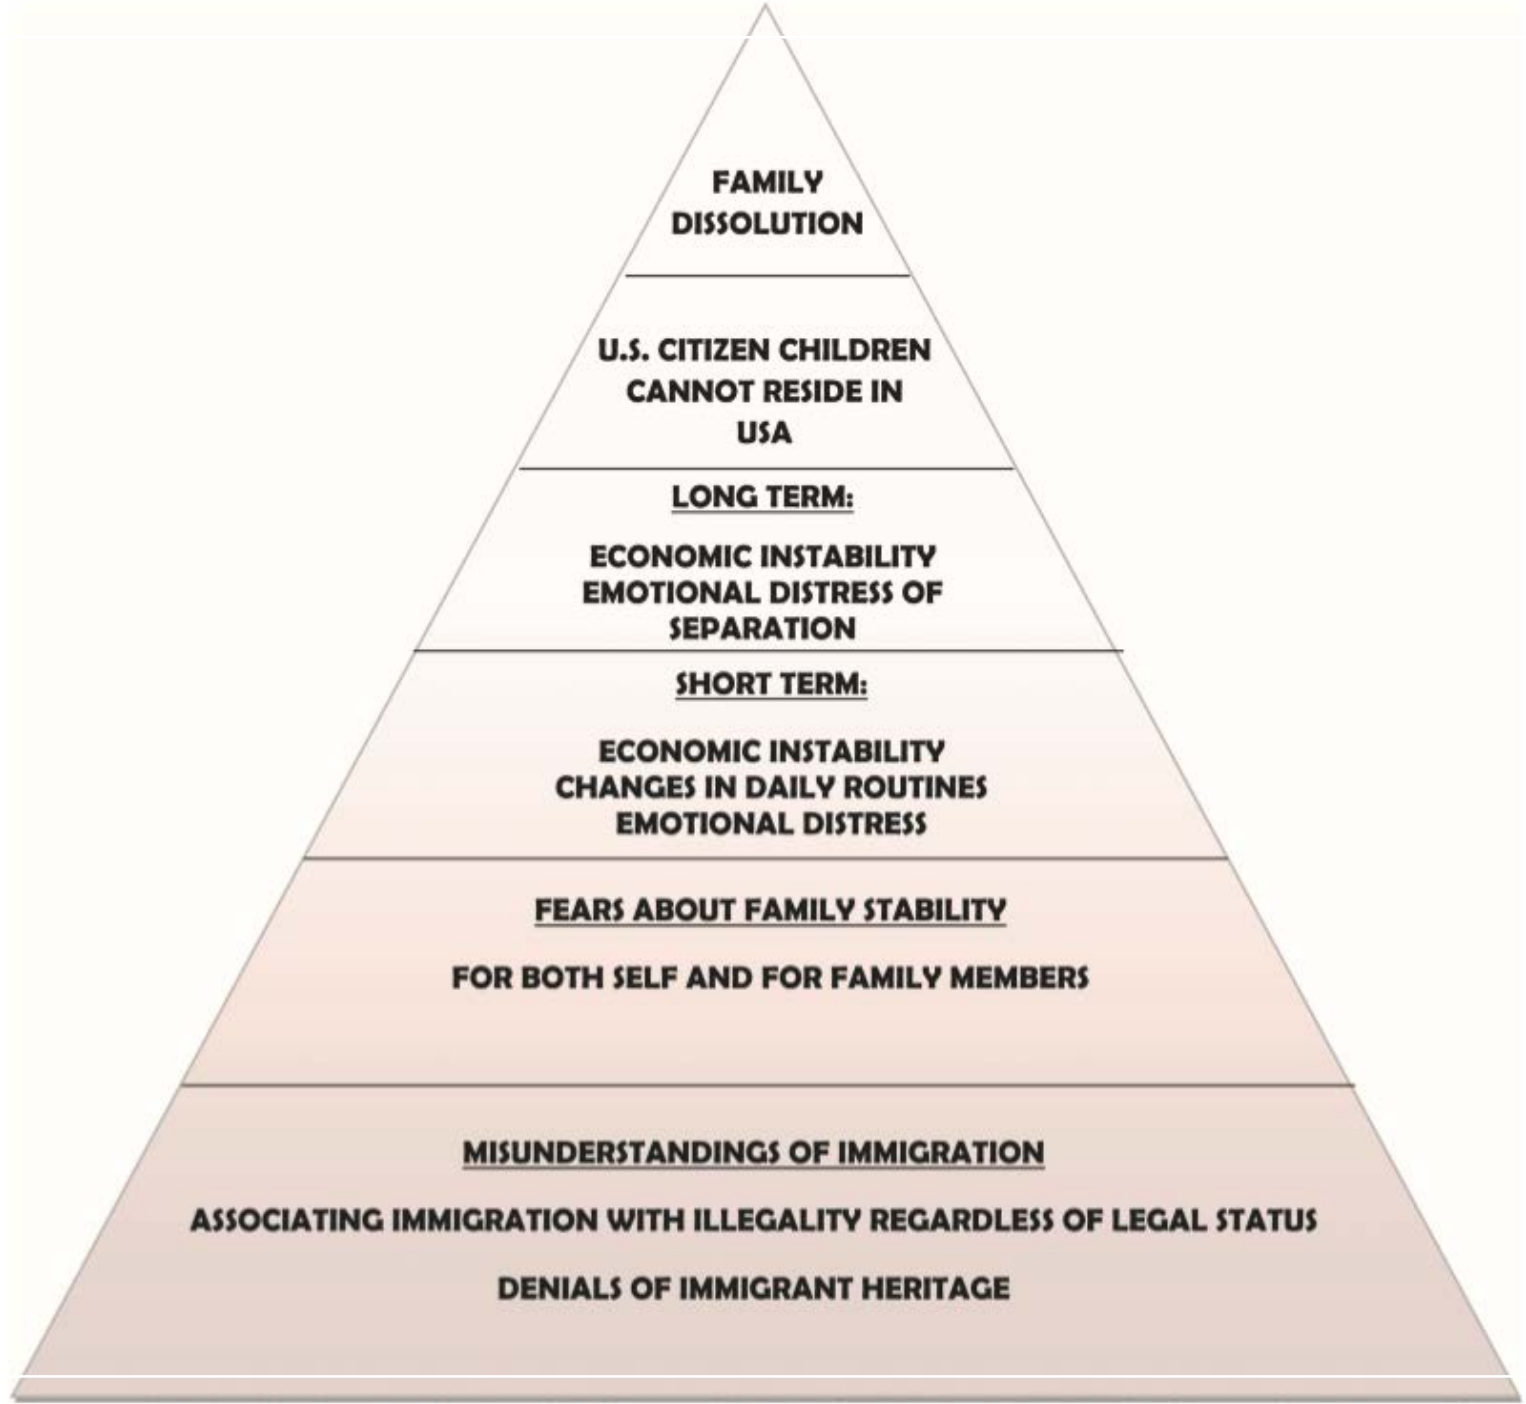 FAMILY
DISSOLUTION
U.S. CITIZEN CHILDREN
CANNOT RESIDE IN
USA
LONG TERM:
ECONOMIC INSTABILITY
EMOTIONAL DISTRESS OF
SEPARATION
SHORT TERM:
ECONOMIC INSTABILITY
CHANGES IN DAILY ROUTINES
EMOTIONAL DISTRESS
FEARS ABOUT FAMILY STABILITY
FOR BOTH SELF AND FOR FAMILY MEMBERS
MISUNDERSTANDINGS OF IMMIGRATION
ASSOCIATING IMMIGRATION WITH ILLEGALITY REGARDLESS OF LEGAL STATUS
DENIALS OF IMMIGRANT HERITAGE